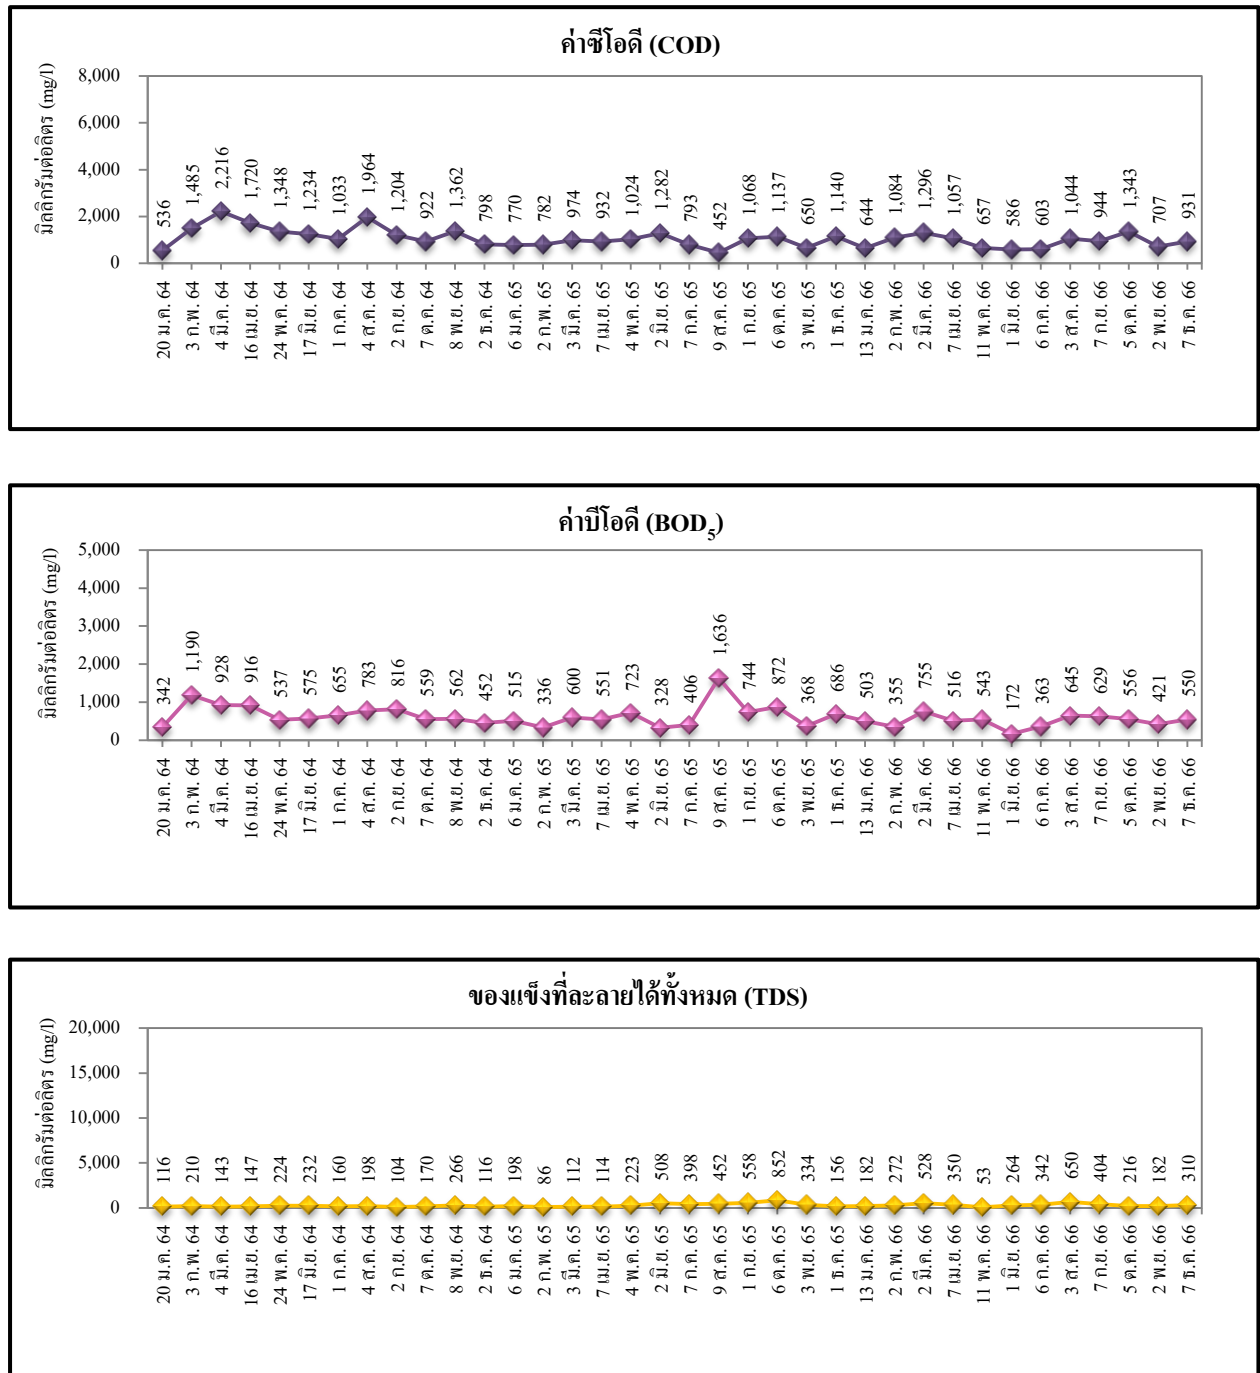 ค่าซีโอดี (COD)
มิลลิกรัมต่อลิตร (mg/l)
8,000
6,000
4,000
2,000
0
536 1,485 2,216 1,720 1,348 1,234 1,033 1,964 1,204 922 1,362 798 770 782 974 932 1,024 1,282 793 452 1,068 1,137 650 1,140 644 1,084 1,296 1,057 657 586 603 1,044 944 1,343 707 931
20 ม.ค. 64 3 ก.พ. 64 4 มี.ค. 64 16 เม.ย. 64 24 พ.ค. 64 17 มิ.ย. 64 1 ก.ค. 64 4 ส.ค. 64 2 ก.ย. 64 7 ต.ค. 64 8 พ.ย. 64 2 ธ.ค. 64 6 ม.ค. 65 2 ก.พ. 65 3 มี.ค. 65 7 เม.ย. 65 4 พ.ค. 65 2 มิ.ย. 65 7 ก.ค. 65 9 ส.ค. 65 1 ก.ย. 65 6 ต.ค. 65 3 พ.ย. 65 1 ธ.ค. 65 13 ม.ค. 66 2 ก.พ. 66 2 มี.ค. 66 7 เม.ย. 66 11 พ.ค. 66 1 มิ.ย. 66 6 ก.ค. 66 3 ส.ค. 66 7 ก.ย. 66 5 ต.ค. 66 2 พ.ย. 66 7 ธ.ค. 66
ค่าบีโอดี (BOD5)
มิลลิกรัมต่อลิตร (mg/l)
5,000
4,000
3,000
2,000
1,000
0
342 1,190 928 916 537 575 655 783 816 559 562 452 515 336 600 551 723 328 406 1,636 744 872 368 686 503 355 755 516 543 172 363 645 629 556 421 550
20 ม.ค. 64 3 ก.พ. 64 4 มี.ค. 64 16 เม.ย. 64 24 พ.ค. 64 17 มิ.ย. 64 1 ก.ค. 64 4 ส.ค. 64 2 ก.ย. 64 7 ต.ค. 64 8 พ.ย. 64 2 ธ.ค. 64 6 ม.ค. 65 2 ก.พ. 65 3 มี.ค. 65 7 เม.ย. 65 4 พ.ค. 65 2 มิ.ย. 65 7 ก.ค. 65 9 ส.ค. 65 1 ก.ย. 65 6 ต.ค. 65 3 พ.ย. 65 1 ธ.ค. 65 13 ม.ค. 66 2 ก.พ. 66 2 มี.ค. 66 7 เม.ย. 66 11 พ.ค. 66 1 มิ.ย. 66 6 ก.ค. 66 3 ส.ค. 66 7 ก.ย. 66 5 ต.ค. 66 2 พ.ย. 66 7 ธ.ค. 66
ของแข็งที่ละลายได้ทั้งหมด (TDS)
มิลลิกรัมต่อลิตร (mg/l)
20,000
15,000
10,000
5,000
0
116 210 143 147 224 232 160 198 104 170 266 116 198 86 112 114 223 508 398 452 558 852 334 156 182 272 528 350 53 264 342 650 404 216 182 310
20 ม.ค. 64 3 ก.พ. 64 4 มี.ค. 64 16 เม.ย. 64 24 พ.ค. 64 17 มิ.ย. 64 1 ก.ค. 64 4 ส.ค. 64 2 ก.ย. 64 7 ต.ค. 64 8 พ.ย. 64 2 ธ.ค. 64 6 ม.ค. 65 2 ก.พ. 65 3 มี.ค. 65 7 เม.ย. 65 4 พ.ค. 65 2 มิ.ย. 65 7 ก.ค. 65 9 ส.ค. 65 1 ก.ย. 65 6 ต.ค. 65 3 พ.ย. 65 1 ธ.ค. 65 13 ม.ค. 66 2 ก.พ. 66 2 มี.ค. 66 7 เม.ย. 66 11 พ.ค. 66 1 มิ.ย. 66 6 ก.ค. 66 3 ส.ค. 66 7 ก.ย. 66 5 ต.ค. 66 2 พ.ย. 66 7 ธ.ค. 66